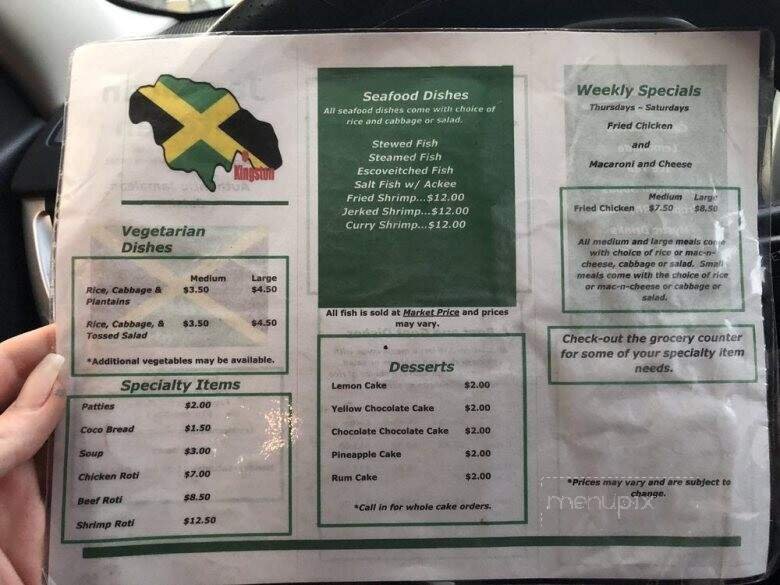 Kingston
Vegetarian
Dishes
Medium Large
Rice, Cabbage & $3.50 $4.50
Plantains
Rice, Cabbage, & $3.50 $4.50
Tossed Salad
*Additional vegetables may be available.
Specialty Items
Patties $2.00
Coco Bread $1.50
Soup $3.00
Chicken Roti $7.00
Beef Roti $8.50
Shrimp Roti $12.50
Seafood Dishes
All seafood dishes come with choice of
rice and cabbage or salad.
Stewed Fish
Steamed Fish
Escoveitched Fish
Salt Fish w/ Ackee
Fried Shrimp...$12.00
Jerked Shrimp...$12.00
Curry Shrimp...$12.00
All fish is sold at Market Price and prices
may vary.
Desserts
Lemon Cake $2.00
Yellow Chocolate Cake $2.00
Chocolate Chocolate Cake $2.00
Pineapple Cake $2.00
Rum Cake $2.00
*Call in for whole cake orders.
Weekly Specials
Thursdays - Saturdays
Fried Chicken
and
Macaroni and Cheese
Medium Large
Fried Chicken $7.50 $8.50
All medium and large meals come
with choice of rice or mac-n-
cheese, cabbage or salad. Small
meals come with the choice of rice
or mac-n-cheese or cabbage or
salad.
Check-out the grocery counter
for some of your specialty item
needs.
*Prices may vary and are subject to
change.
menupix